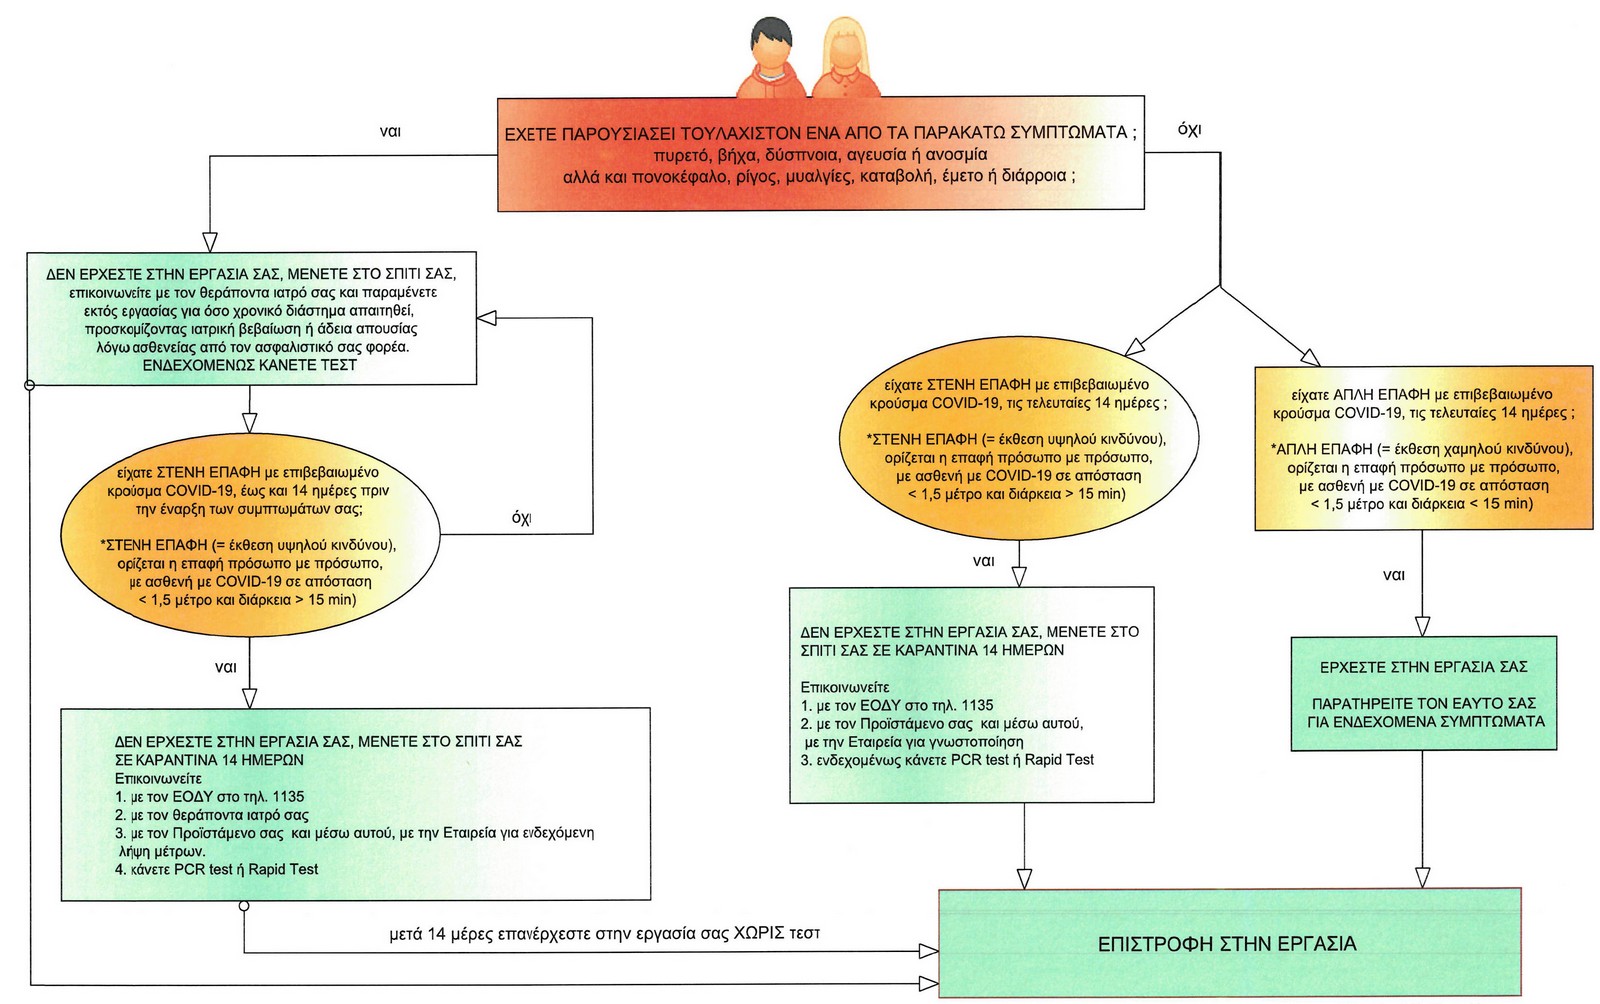 ναι
ΕΧΕΤΕ ΠΑΡΟΥΣΙΑΣΕΙ ΤΟΥΛΑΧΙΣΤΟΝ ΕΝΑ ΑΠΟ ΤΑ ΠΑΡΑΚΑΤΩ ΣΥΜΠΤΩΜΑΤΑ ;
πυρετό, βήχα, δύσπνοια, αγευσία ή ανοσμία
αλλά και πονοκέφαλο, ρίγος, μυαλγίες, καταβολή, έμετο ή διάρροια ;
όχι
ΔΕΝ ΕΡΧΕΣΤΕ ΣΤΗΝ ΕΡΓΑΣΙΑ ΣΑΣ, ΜΕΝΕΤΕ ΣΤΟ ΣΠΙΤΙ ΣΑΣ,
επικοινωνείτε με τον θεράποντα ιατρό σας και παραμένετε
εκτός εργασίας για όσο χρονικό διάστημα απαιτηθεί,
προσκομίζοντας ιατρική βεβαίωση ή άδεια απουσίας
λόγω ασθενείας από τον ασφαλιστικό σας φορέα.
ΕΝΔΕΧΟΜΕΝΩΣ ΚΑΝΕΤΕ ΤΕΣΤ
είχατε ΣΤΕΝΗ ΕΠΑΦΗ με επιβεβαιωμένο
κρούσμα COVID-19, έως και 14 ημέρες πριν
την έναρξη των συμπτωμάτων σας;
*ΣΤΕΝΗ ΕΠΑΦΗ (= έκθεση υψηλού κινδύνου),
ορίζεται η επαφή πρόσωπο με πρόσωπο,
με ασθενή με COVID-19 σε απόσταση
< 1,5 μέτρο και διάρκεια > 15 min)
όχι
ναι
ΔΕΝ ΕΡΧΕΣΤΕ ΣΤΗΝ ΕΡΓΑΣΙΑ ΣΑΣ, ΜΕΝΕΤΕ ΣΤΟ ΣΠΙΤΙ ΣΑΣ
ΣΕ ΚΑΡΑΝΤΙΝΑ 14 ΗΜΕΡΩΝ
Επικοινωνείτε
1. με τον ΕΟΔΥ στο τηλ. 1135
2. με τον θεράποντα ιατρό σας
3. με τον Προϊστάμενο σας και μέσω αυτού, με την Εταιρεία για ενδεχόμενη
λήψη μέτρων.
4. κάνετε PCR test ή Rapid Test
μετά 14 μέρες επανέρχεστε στην εργασία σας ΧΩΡΙΣ τεστ
είχατε ΣΤΕΝΗ ΕΠΑΦΗ με επιβεβαιωμένο
κρούσμα COVID-19, τις τελευταίες 14 ημέρες ;
*ΣΤΕΝΗ ΕΠΑΦΗ (= έκθεση υψηλού κινδύνου),
ορίζεται η επαφή πρόσωπο με πρόσωπο,
με ασθενή με COVID-19 σε απόσταση
< 1,5 μέτρο και διάρκεια > 15 min)
ναι
ΔΕΝ ΕΡΧΕΣΤΕ ΣΤΗΝ ΕΡΓΑΣΙΑ ΣΑΣ, ΜΕΝΕΤΕ ΣΤΟ
ΣΠΙΤΙ ΣΑΣ ΣΕ ΚΑΡΑΝΤΙΝΑ 14 ΗΜΕΡΩΝ
Επικοινωνείτε
1. με τον ΕΟΔΥ στο τηλ. 1135
2. με τον Προϊστάμενο σας και μέσω αυτού,
με την Εταιρεία για γνωστοποίηση
3. ενδεχομένως κάνετε PCR test ή Rapid Test
είχατε ΑΠΛΗ ΕΠΑΦΗ με επιβεβαιωμένο
κρούσμα COVID-19, τις τελευταίες 14 ημέρες ;
*ΑΠΛΗ ΕΠΑΦΗ (= έκθεση χαμηλού κινδύνου),
ορίζεται η επαφή πρόσωπο με πρόσωπο,
με ασθενή με COVID-19 σε απόσταση
< 1,5 μέτρο και διάρκεια < 15 min)
ναι
ΕΡΧΕΣΤΕ ΣΤΗΝ ΕΡΓΑΣΙΑ ΣΑΣ
ΠΑΡΑΤΗΡΕΙΤΕ ΤΟΝ ΕΑΥΤΟ ΣΑΣ
ΓΙΑ ΕΝΔΕΧΟΜΕΝΑ ΣΥΜΠΤΩΜΑΤΑ
ΕΠΙΣΤΡΟΦΗ ΣΤΗΝ ΕΡΓΑΣΙΑ